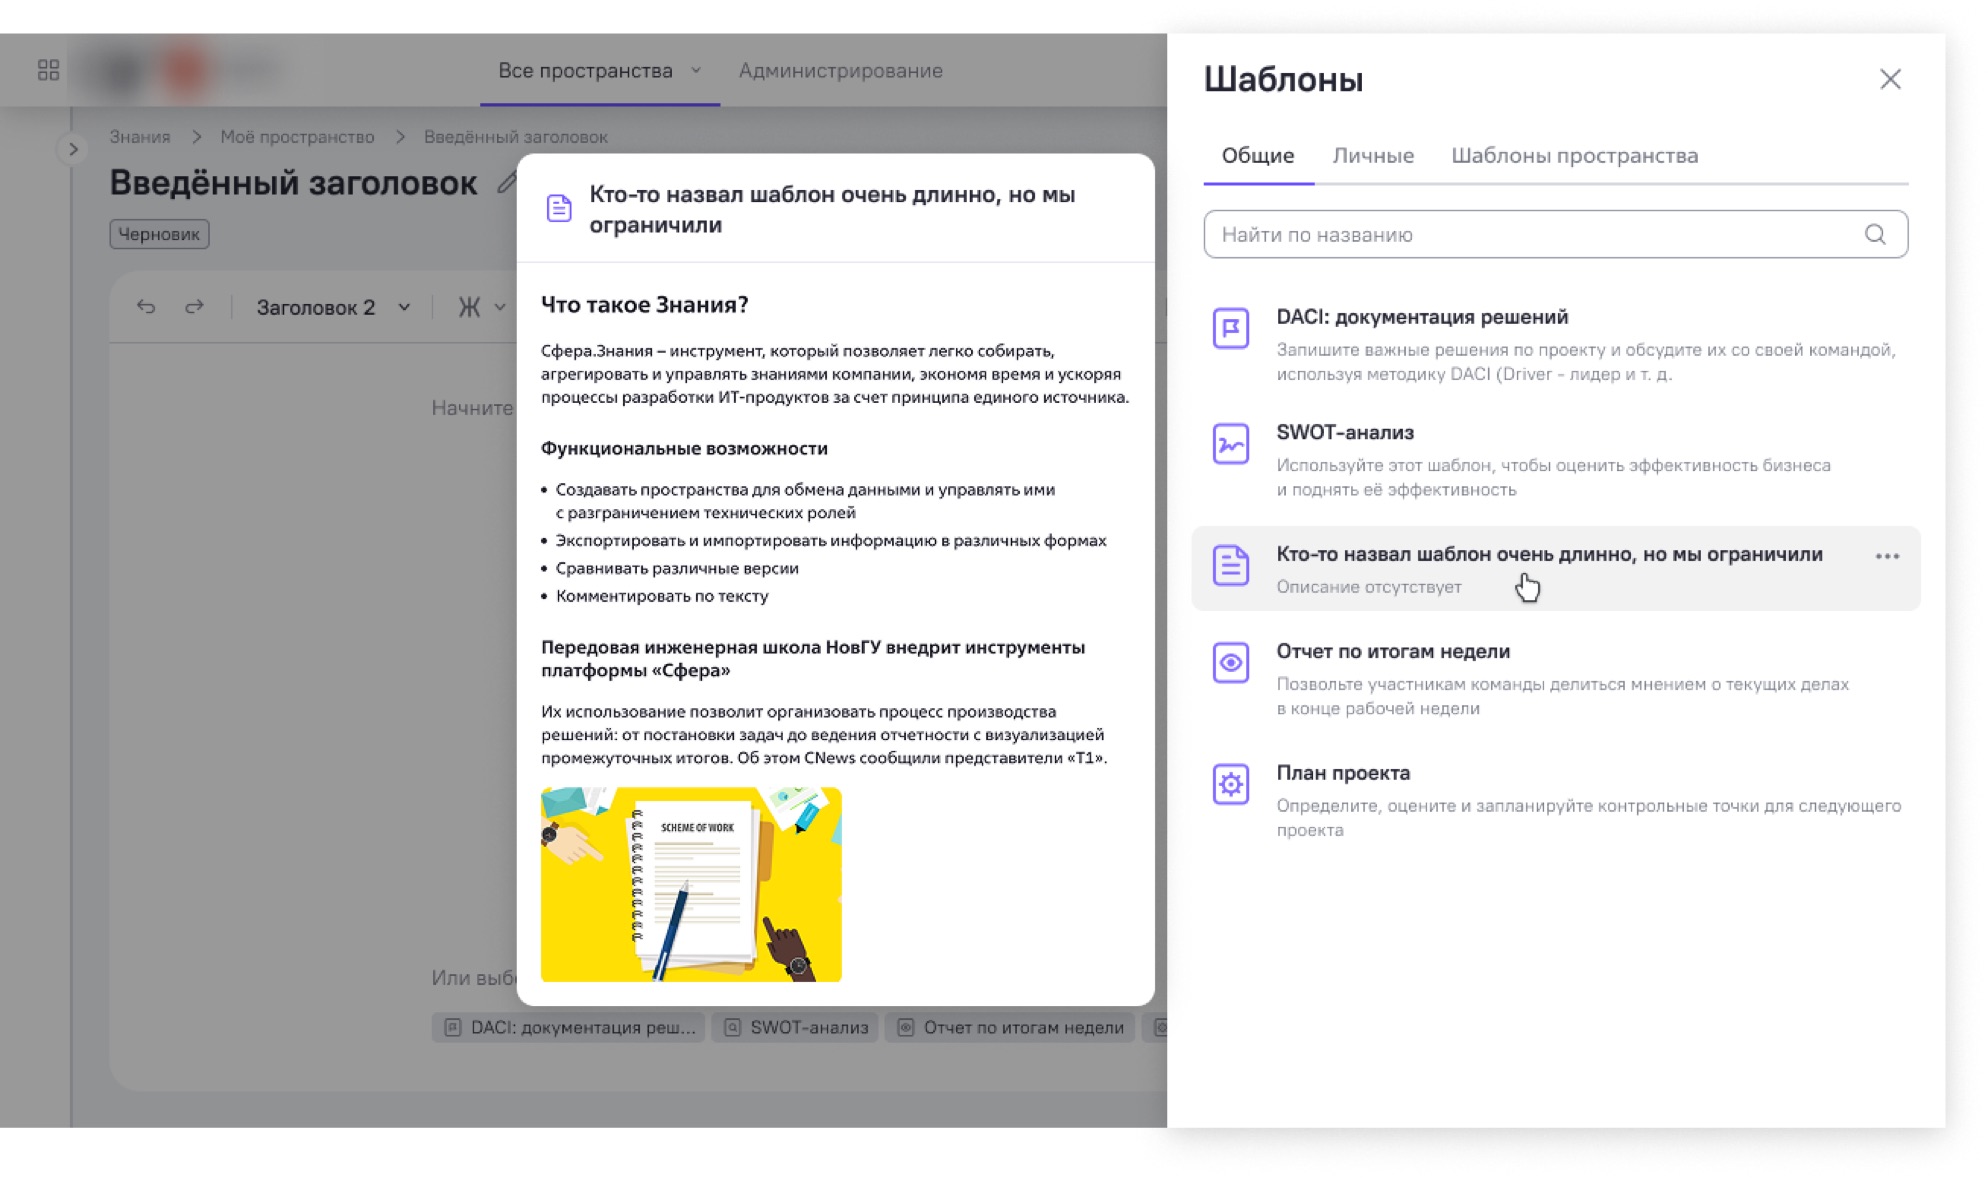 Все пространства
Администрирование
Знания > Моё пространство > Введённый заголовок
Введённый заголовок
Черновик
Заголовок 2
Ж
Начните
Или выб
DACI: документация реш...
SWOT-анализ
Отчет по итогам недели
Кто-то назвал шаблон очень длинно, но мы
ограничили
Что такое Знания?
Сфера.Знания – инструмент, который позволяет легко собирать,
агрегировать и управлять знаниями компании, экономя время и ускоряя
процессы разработки ИТ-продуктов за счет принципа единого источника.
Функциональные возможности
• Создавать пространства для обмена данными и управлять ими
с разграничением технических ролей
• Экспортировать и импортировать информацию в различных формах
• Сравнивать различные версии
• Комментировать по тексту
Передовая инженерная школа НовГУ внедрит инструменты
платформы «Сфера»
Их использование позволит организовать процесс производства
решений: от постановки задач до ведения отчетности с визуализацией
промежуточных итогов. Об этом CNews сообщили представители «Т1».
SCHEME OF WORK
Шаблоны
Общие
Личные
Шаблоны пространства
Найти по названию
DACI: документация решений
Запишите важные решения по проекту и обсудите их со своей командой,
используя методику DACI (Driver - лидер и т. д.
SWOT-анализ
Используйте этот шаблон, чтобы оценить эффективность бизнеса
и поднять её эффективность
Кто-то назвал шаблон очень длинно, но мы ограничили
Описание отсутствует
Отчет по итогам недели
Позвольте участникам команды делиться мнением о текущих делах
в конце рабочей недели
План проекта
Определите, оцените и запланируйте контрольные точки для следующего
проекта